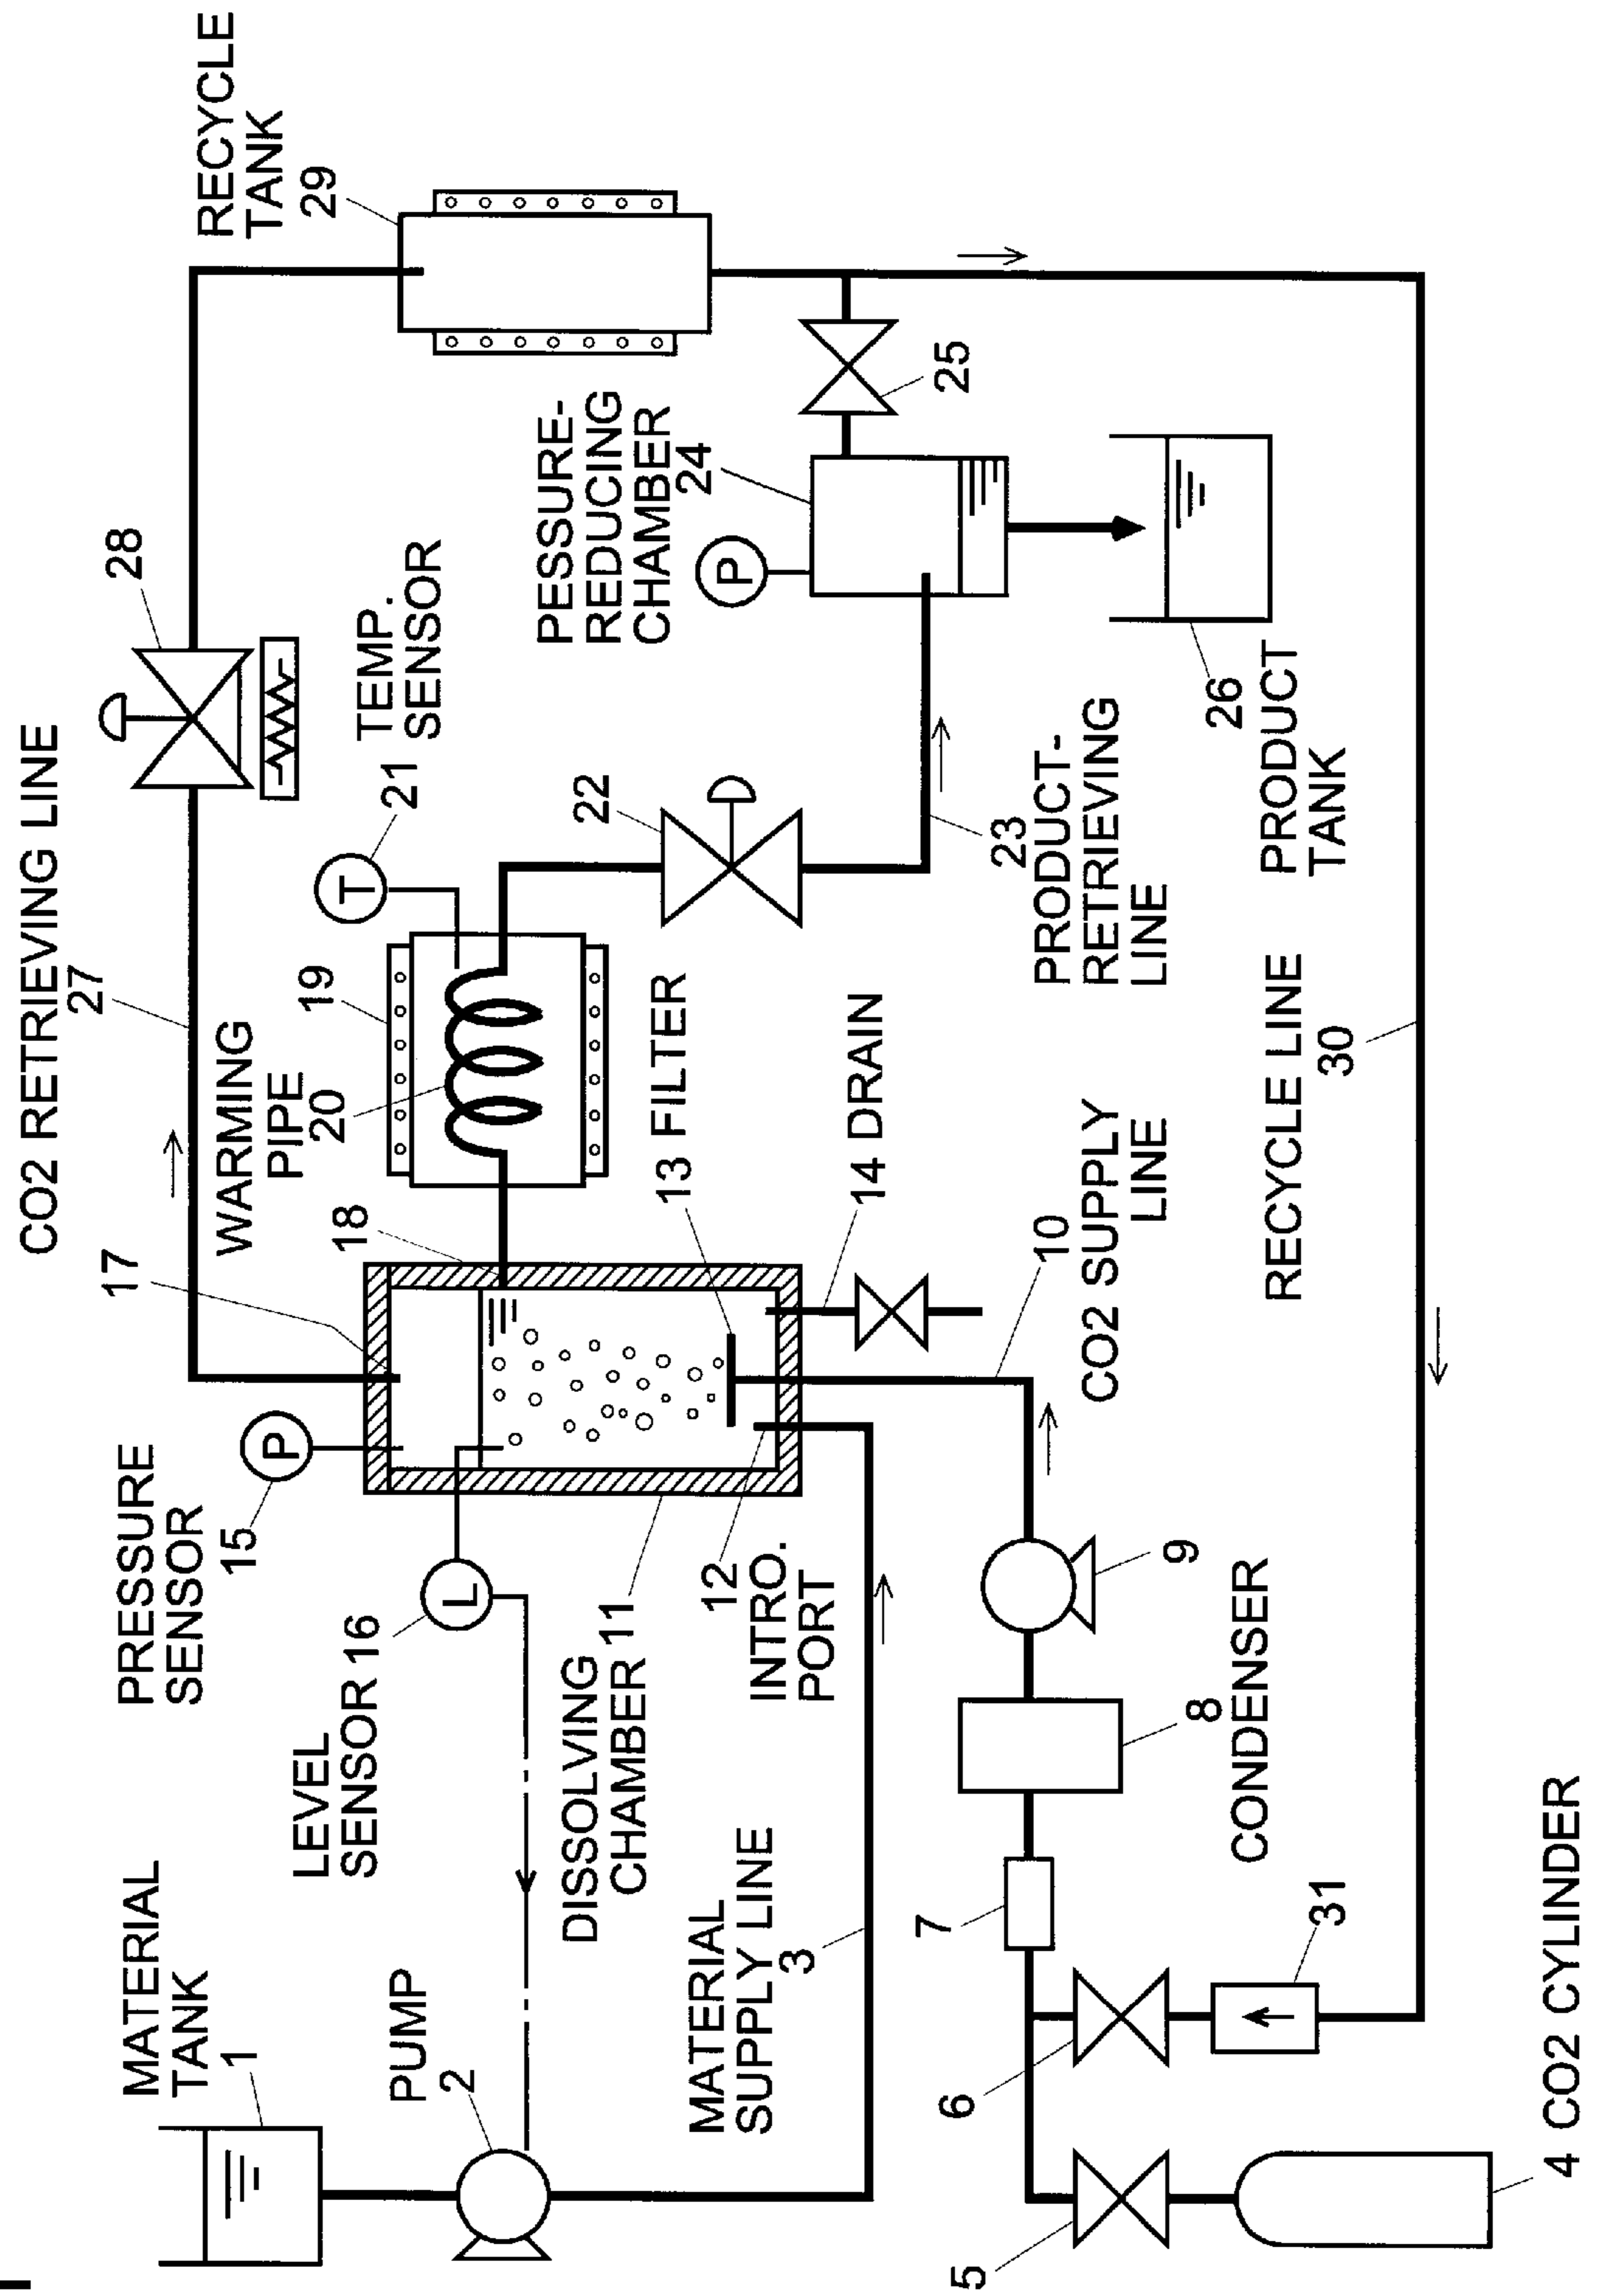 CO2 RETRIEVING LINE
27
28
RECYCLE
TANK
29
17
WARMING
PIPE
20
19
TEMP.
SENSOR
21
T
PRESSURE
SENSOR
15
P
18
MATERIAL
TANK
1
LEVEL
SENSOR 16
L
PUMP
2
DISSOLVING
CHAMBER 11
13 FILTER
22
PESSURE-
REDUCING
CHAMBER
24
P
25
12
INTRO.
PORT
14 DRAIN
MATERIAL
SUPPLY LINE
3
23
PRODUCT-
RETRIEVING
LINE
10
CO2 SUPPLY
LINE
26
PRODUCT
TANK
5
6
7
8
CONDENSER
9
RECYCLE LINE
30
31
4 CO2 CYLINDER